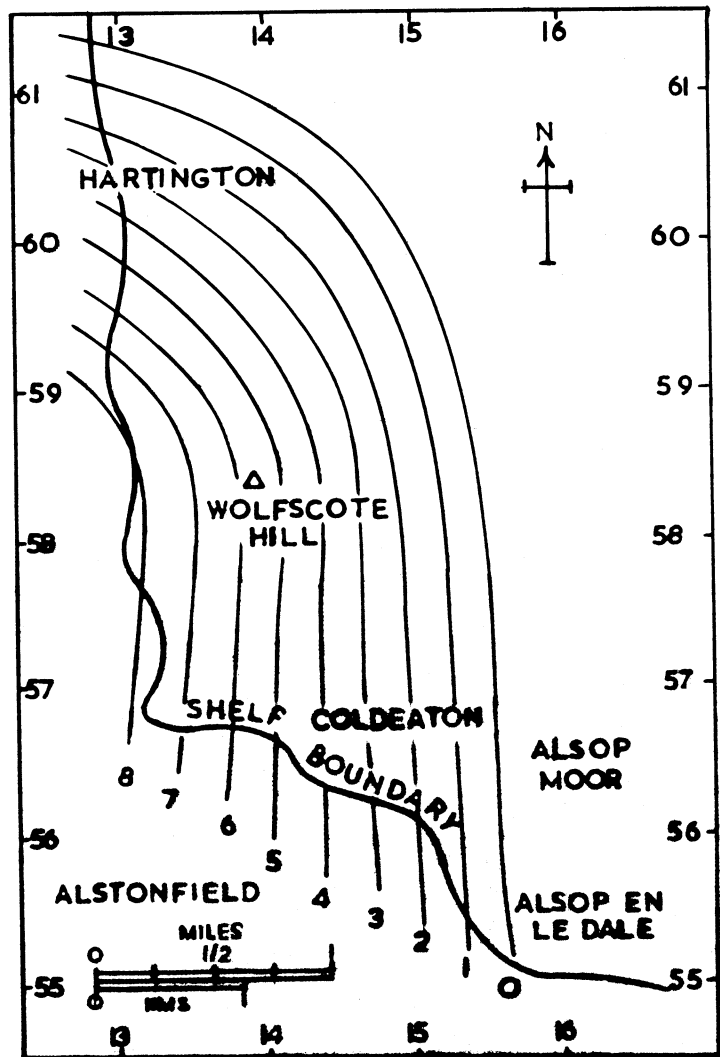 13 14 15 16
61 61
N
HARTINGTON
60 60
59 59
WOLFSCOTE
HILL
58 58
57 57
SHELF BOUNDARY
COLDEATON
ALSOP
MOOR
8 7 6 5 4 3 2 1 O
56 56
ALSTONFIELD
ALSOP EN
LE DALE
MILES
O 1/2
55 55
O KMS
13 14 15 16